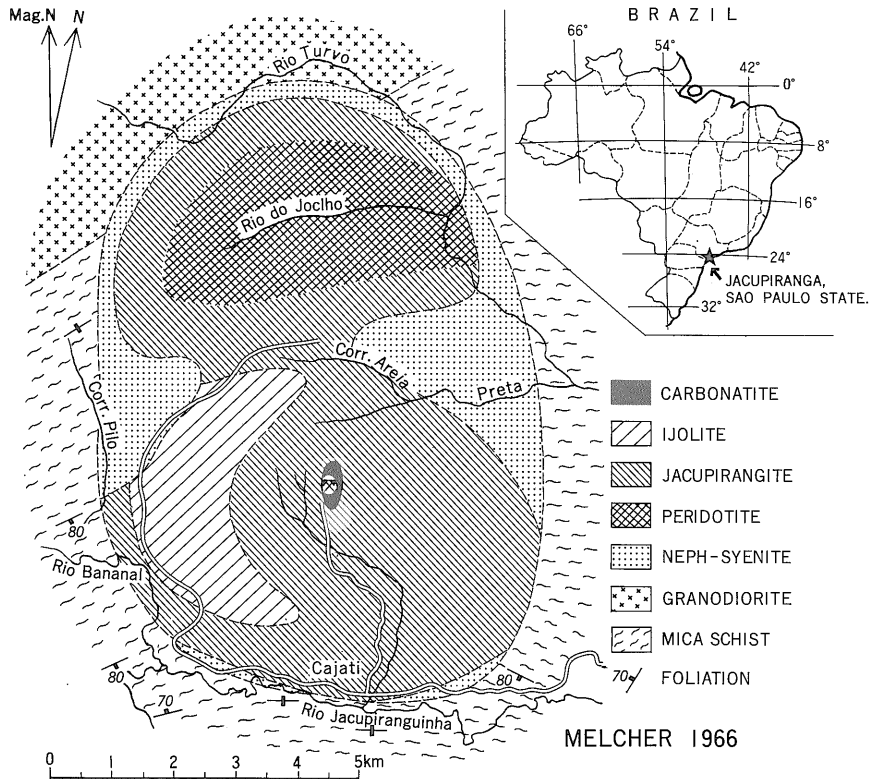 Mag.N N
Rio Turvo
Rio do Joclho
Corr. Areia
Preta
Corr. Pilo
80
Rio Bananal
80
70
Cajati
80
Rio Jacupiranguinha
0 1 2 3 4 5km
BRAZIL
66°
54°
42°
0°
8°
16°
24°
32°
JACUPIRANGA,
SAO PAULO STATE.
CARBONATITE
IJOLITE
JACUPIRANGITE
PERIDOTITE
NEPH-SYENITE
GRANODIORITE
MICA SCHIST
70 FOLIATION
MELCHER 1966